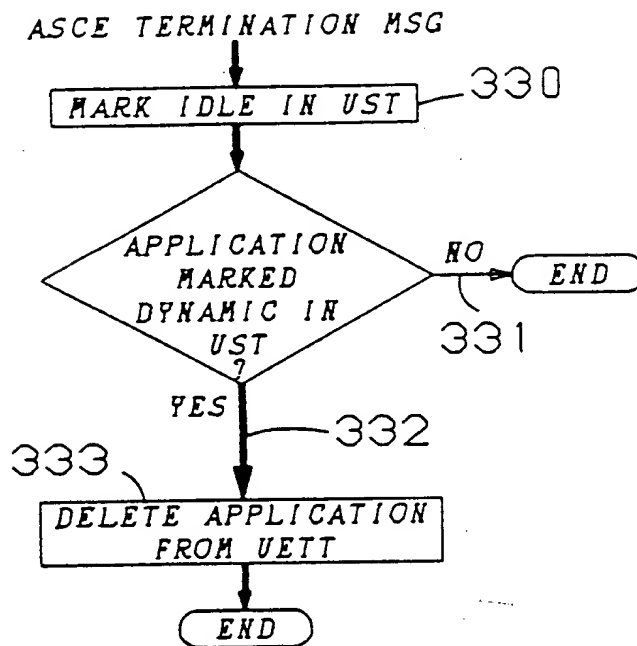 ASCE TERMINATION MSG
MARK IDLE IN UST
330
APPLICATION
MARKED
DYNAMIC IN
UST
?
NO
END
331
YES
332
333
DELETE APPLICATION
FROM UETT
END